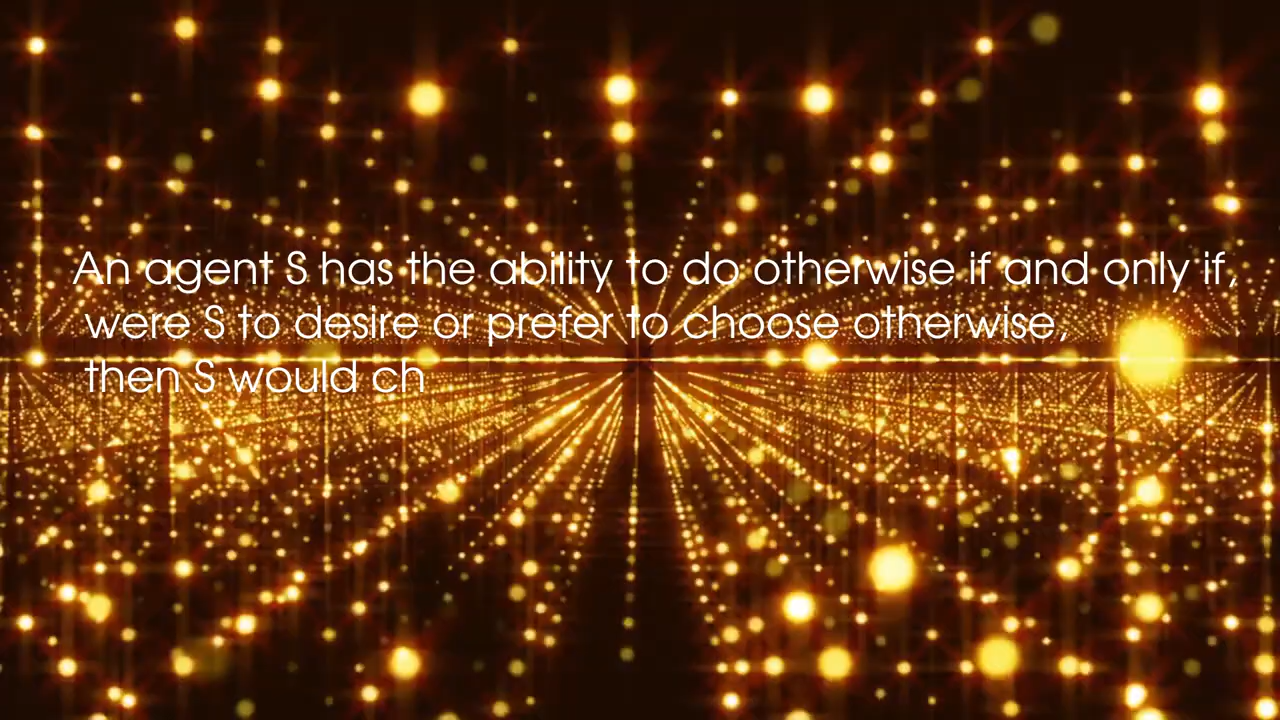 An agent S has the ability to do otherwise if and only if,
were S to desire or prefer to choose otherwise,
then S would ch